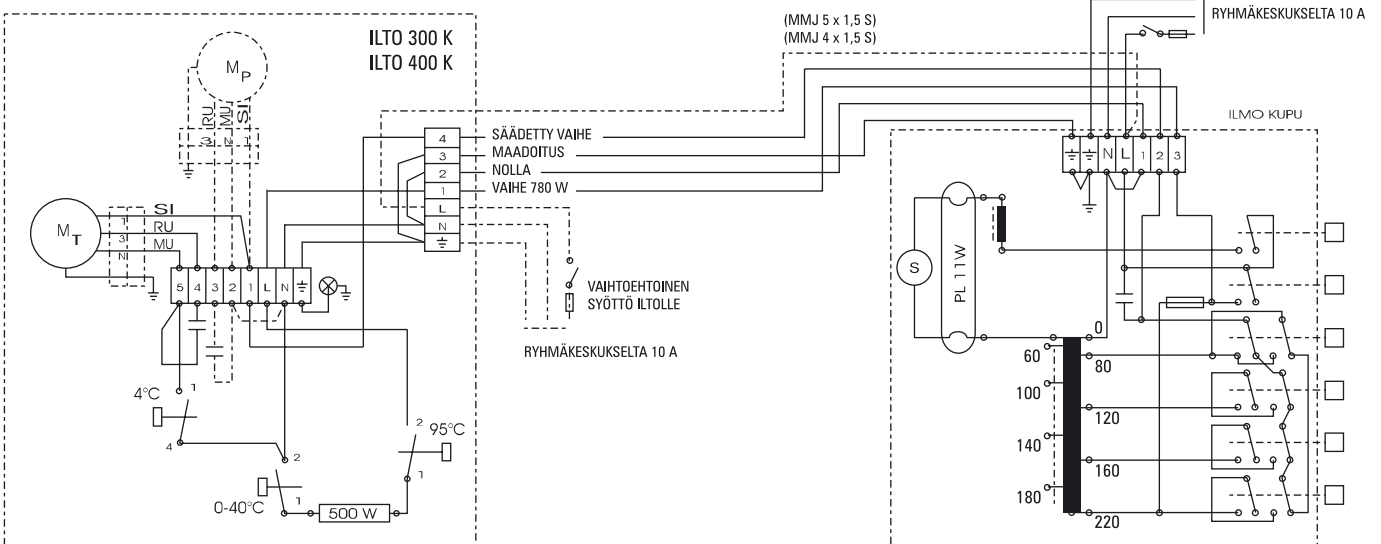 ILTO 300 K
ILTO 400 K
(MMJ 5 x 1,5 S)
(MMJ 4 x 1,5 S)
RYHMÄKESKUKSELTA 10 A
ILMO KUPU
MP
RU
MU
SI
3
N
1
4
3
2
1
L
N
SÄÄDETTY VAIHE
MAADOITUS
NOLLA
VAIHE 780 W
VAIHTOEHTOINEN
SYÖTTÖ ILTOLLE
RYHMÄKESKUKSELTA 10 A
MT
1
3
N
SI
RU
MU
5 4 3 2 1 L N
4°C
1
4
0-40°C
2
1
500 W
95°C
2
1
N L 1 2 3
S
PL 11W
0
60
80
100
120
140
160
180
220